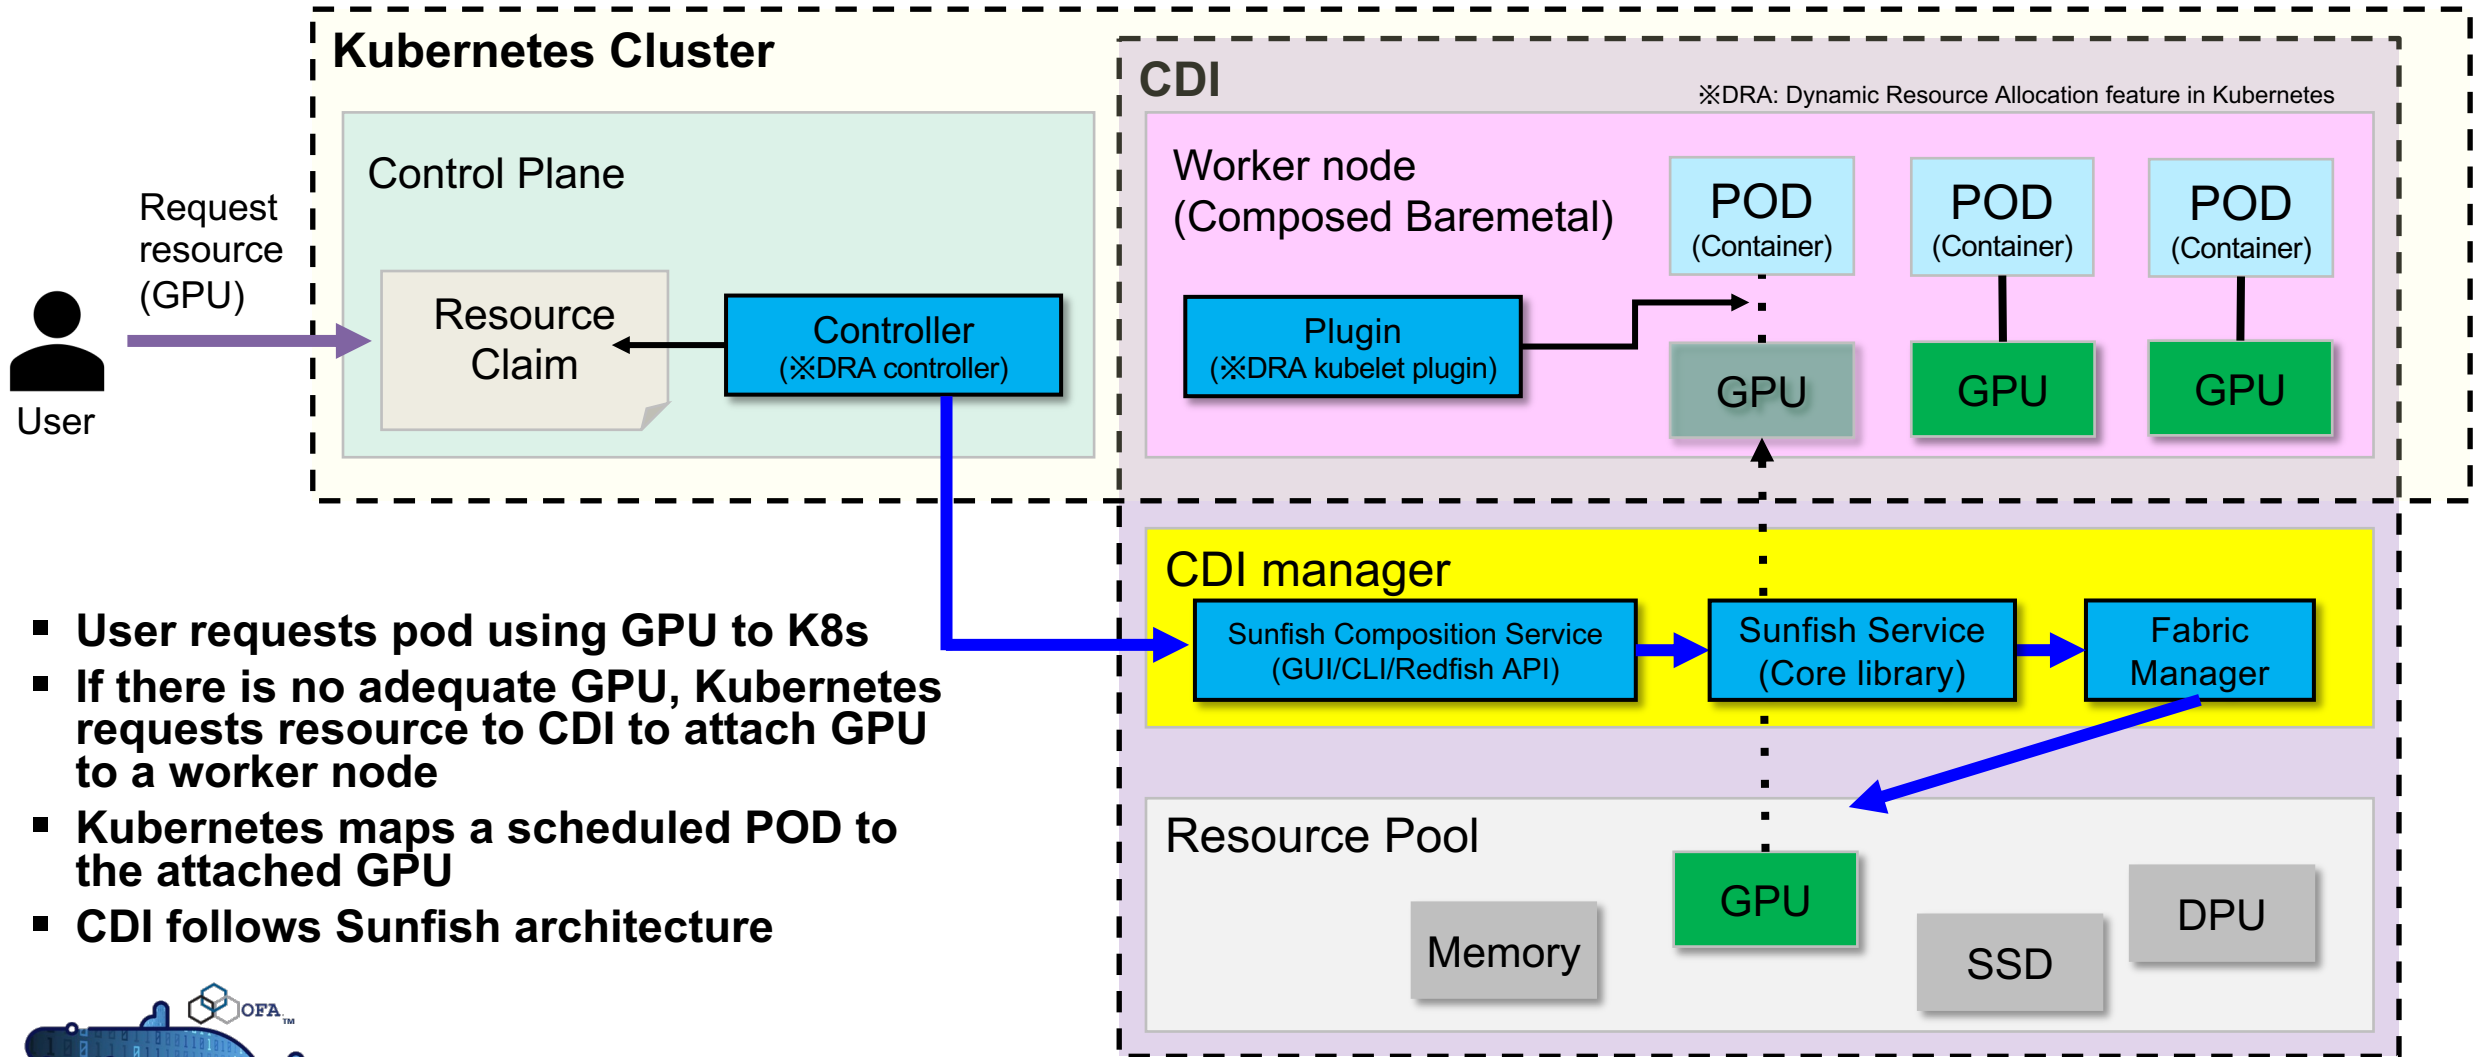 Kubernetes Cluster
CDI
※DRA: Dynamic Resource Allocation feature in Kubernetes
Control Plane
Worker node
(Composed Baremetal)
POD
(Container)
POD
(Container)
POD
(Container)
Request
resource
(GPU)
User
Resource
Claim
Controller
(※DRA controller)
Plugin
(※DRA kubelet plugin)
GPU
GPU
GPU
CDI manager
Sunfish Composition Service
(GUI/CLI/Redfish API)
Sunfish Service
(Core library)
Fabric
Manager
▪ User requests pod using GPU to K8s
▪ If there is no adequate GPU, Kubernetes
requests resource to CDI to attach GPU
to a worker node
▪ Kubernetes maps a scheduled POD to
the attached GPU
▪ CDI follows Sunfish architecture
Resource Pool
Memory
GPU
SSD
DPU
OFA™